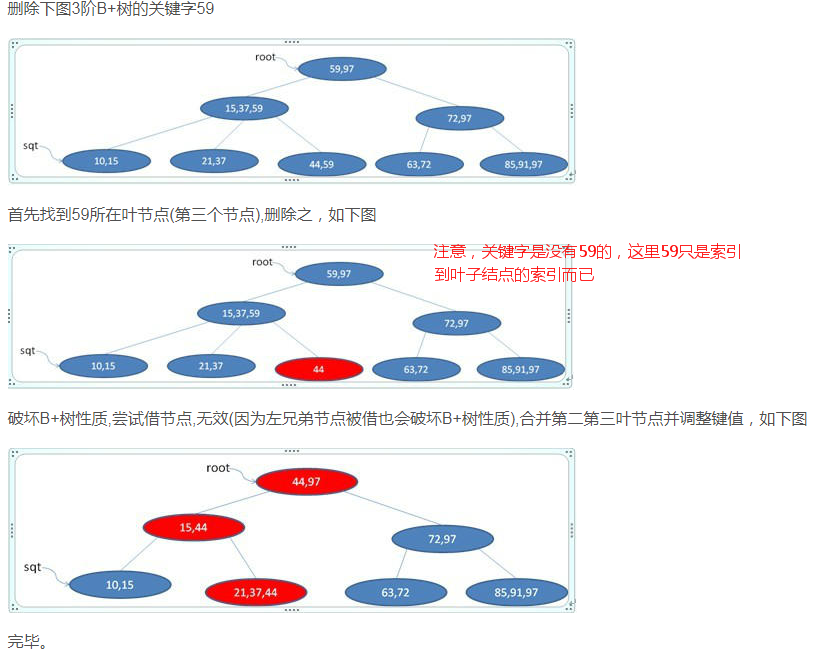 删除下图3阶B+树的关键字59
root
59,97
15,37,59
72,97
sqt
10,15
21,37
44,59
63,72
85,91,97
首先找到59所在叶节点(第三个节点),删除之，如下图
注意，关键字是没有59的，这里59只是索引
到叶子结点的索引而已
root
59,97
15,37,59
72,97
sqt
10,15
21,37
44
63,72
85,91,97
破坏B+树性质,尝试借节点,无效(因为左兄弟节点被借也会破坏B+树性质),合并第二第三叶节点并调整键值，如下图
root
44,97
15,44
72,97
sqt
10,15
21,37,44
63,72
85,91,97
完毕。